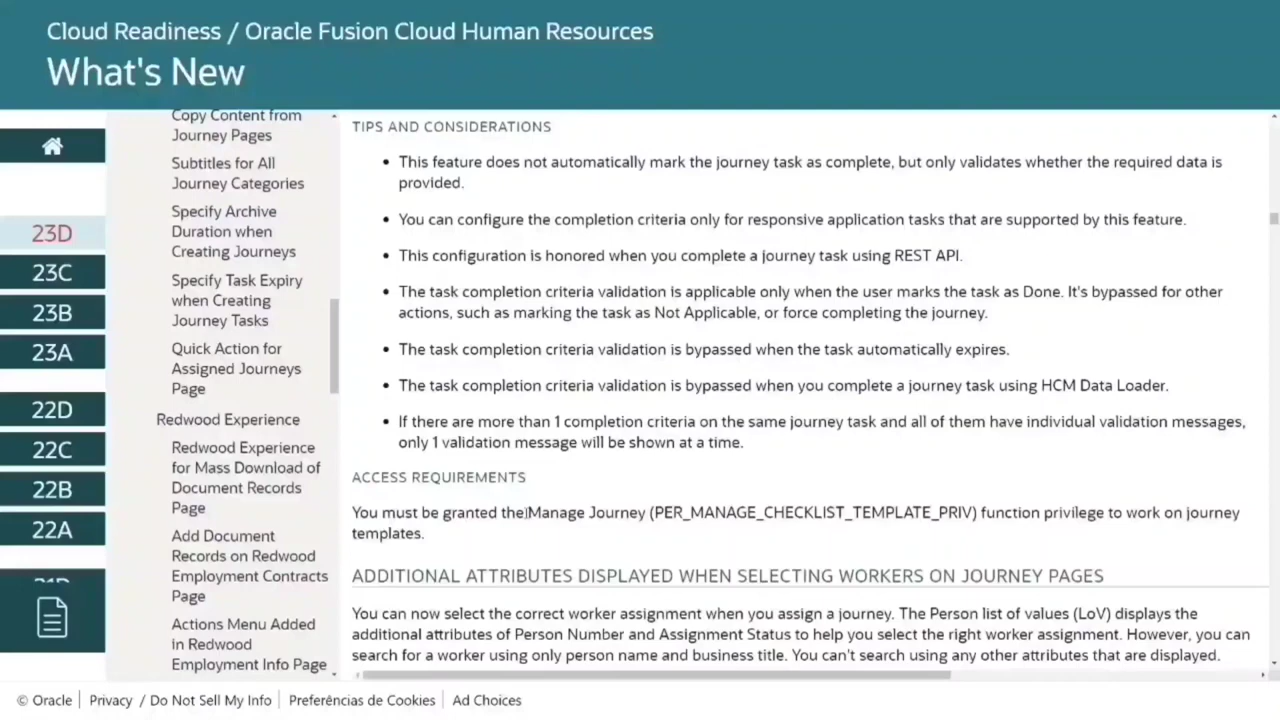 Cloud Readiness / Oracle Fusion Cloud Human Resources
What's New
23D
23C
23B
23A
22D
22C
22B
22A
Copy Content from
Journey Pages
Subtitles for All
Journey Categories
Specify Archive
Duration when
Creating Journeys
Specify Task Expiry
when Creating
Journey Tasks
Quick Action for
Assigned Journeys
Page
Redwood Experience
Redwood Experience
for Mass Download of
Document Records
Page
Add Document
Records on Redwood
Employment Contracts
Page
Actions Menu Added
in Redwood
Employment Info Page
TIPS AND CONSIDERATIONS
• This feature does not automatically mark the journey task as complete, but only validates whether the required data is
provided.
• You can configure the completion criteria only for responsive application tasks that are supported by this feature.
• This configuration is honored when you complete a journey task using REST API.
• The task completion criteria validation is applicable only when the user marks the task as Done. It's bypassed for other
actions, such as marking the task as Not Applicable, or force completing the journey.
• The task completion criteria validation is bypassed when the task automatically expires.
• The task completion criteria validation is bypassed when you complete a journey task using HCM Data Loader.
• If there are more than 1 completion criteria on the same journey task and all of them have individual validation messages,
only 1 validation message will be shown at a time.
ACCESS REQUIREMENTS
You must be granted the Manage Journey (PER_MANAGE_CHECKLIST_TEMPLATE_PRIV) function privilege to work on journey
templates.
ADDITIONAL ATTRIBUTES DISPLAYED WHEN SELECTING WORKERS ON JOURNEY PAGES
You can now select the correct worker assignment when you assign a journey. The Person list of values (LoV) displays the
additional attributes of Person Number and Assignment Status to help you select the right worker assignment. However, you can
search for a worker using only person name and business title. You can't search using any other attributes that are displayed.
© Oracle | Privacy / Do Not Sell My Info | Preferências de Cookies | Ad Choices